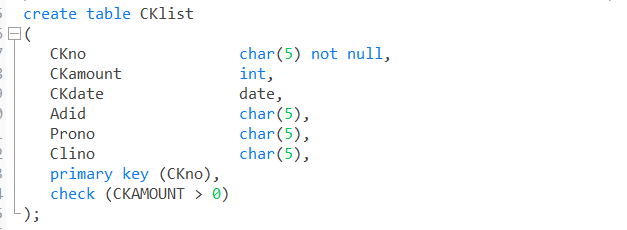 create table CKlist
(
CKno char(5) not null,
CKamount int,
CKdate date,
Adid char(5),
Prono char(5),
Clino char(5),
primary key (CKno),
check (CKAMOUNT > 0)
);